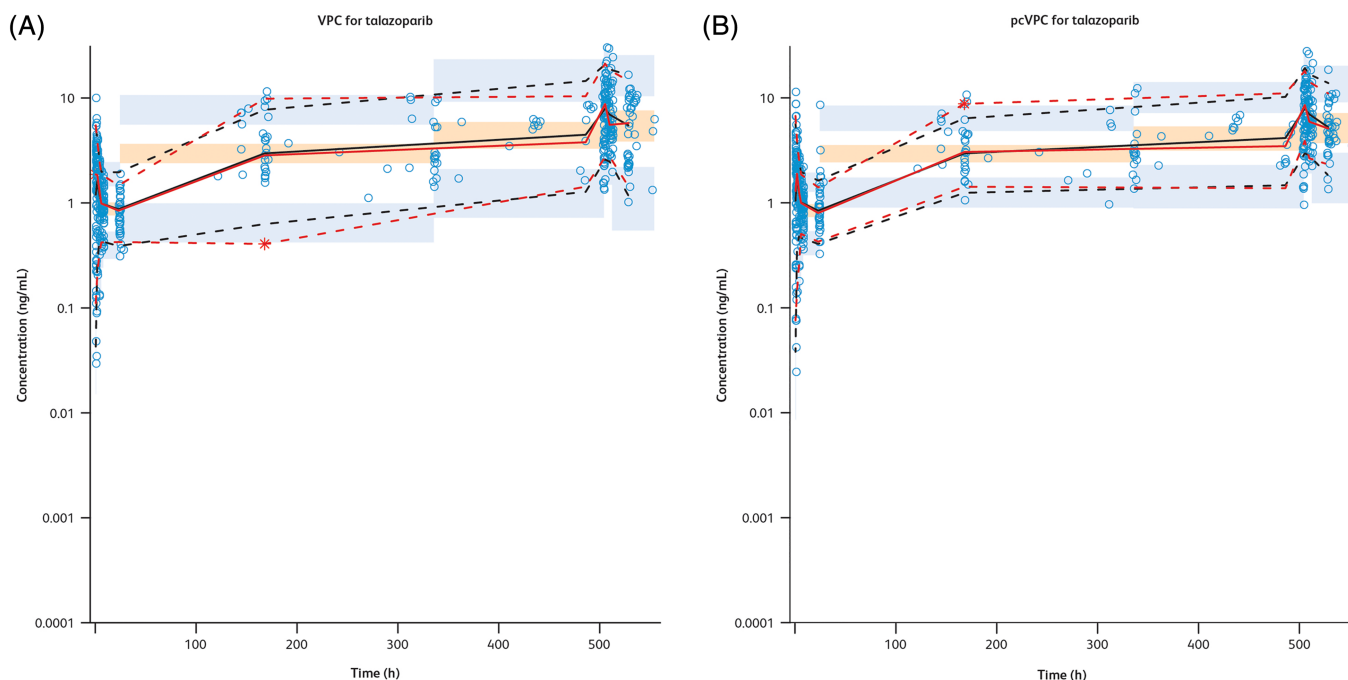 (A)
VPC for talazoparib
Concentration (ng/mL)
10
1
0.1
0.01
0.001
0.0001
100
200
300
400
500
Time (h)
(B)
pcVPC for talazoparib
Concentration (ng/mL)
10
1
0.1
0.01
0.001
0.0001
100
200
300
400
500
Time (h)